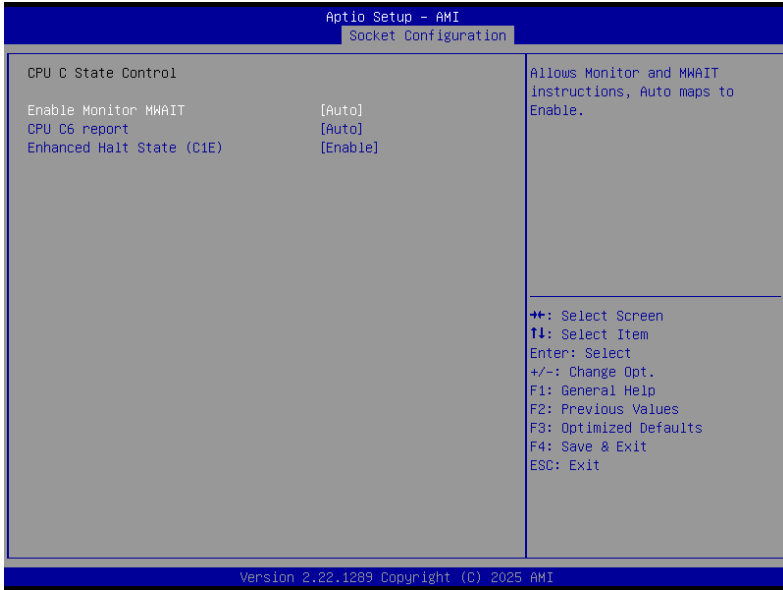 Aptio Setup – AMI
Socket Configuration
CPU C State Control
Enable Monitor MWAIT [Auto]
CPU C6 report [Auto]
Enhanced Halt State (C1E) [Enable]
Allows Monitor and MWAIT
instructions, Auto maps to
Enable.
→←: Select Screen
↑↓: Select Item
Enter: Select
+/-: Change Opt.
F1: General Help
F2: Previous Values
F3: Optimized Defaults
F4: Save & Exit
ESC: Exit
Version 2.22.1289 Copyright (C) 2025 AMI